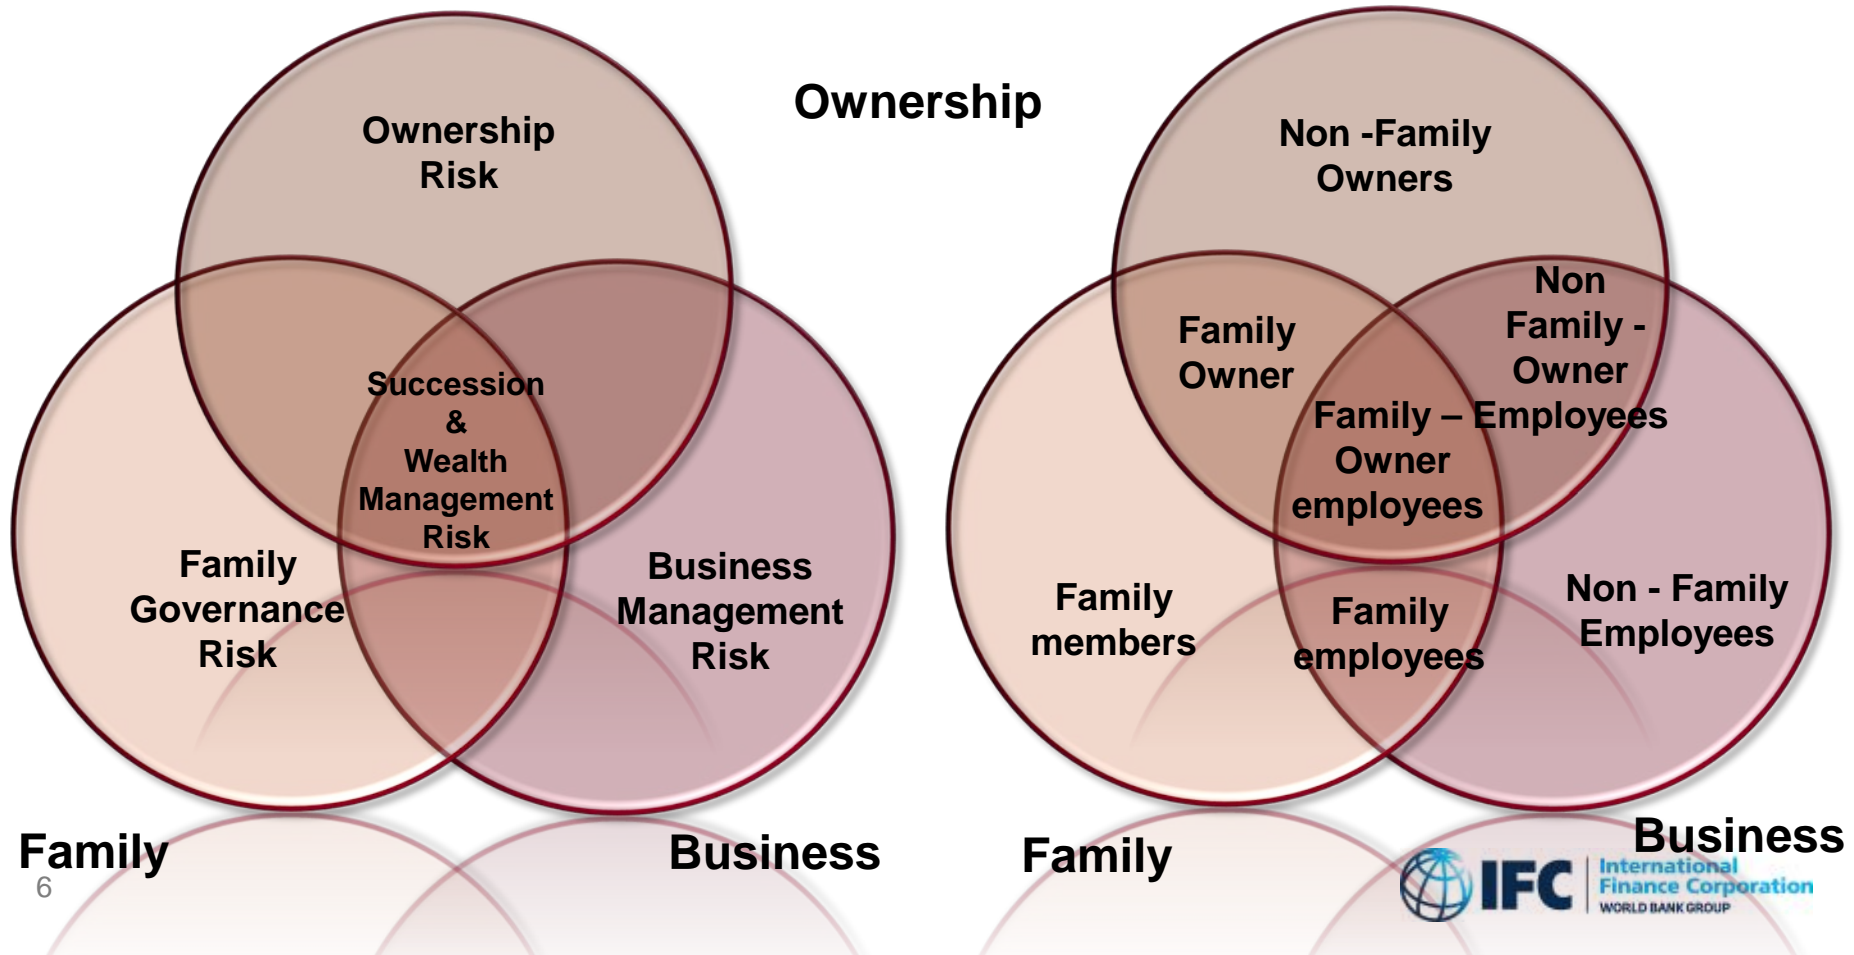 Ownership
Risk
Succession
&
Wealth
Management
Risk
Family
Governance
Risk
Business
Management
Risk
Family
Business
6
Ownership
Non -Family
Owners
Family
Owner
Non
Family -
Owner
Employees
Family –
Owner
employees
Family
members
Family
employees
Non - Family
Employees
Family
Business
IFC
International
Finance Corporation
WORLD BANK GROUP